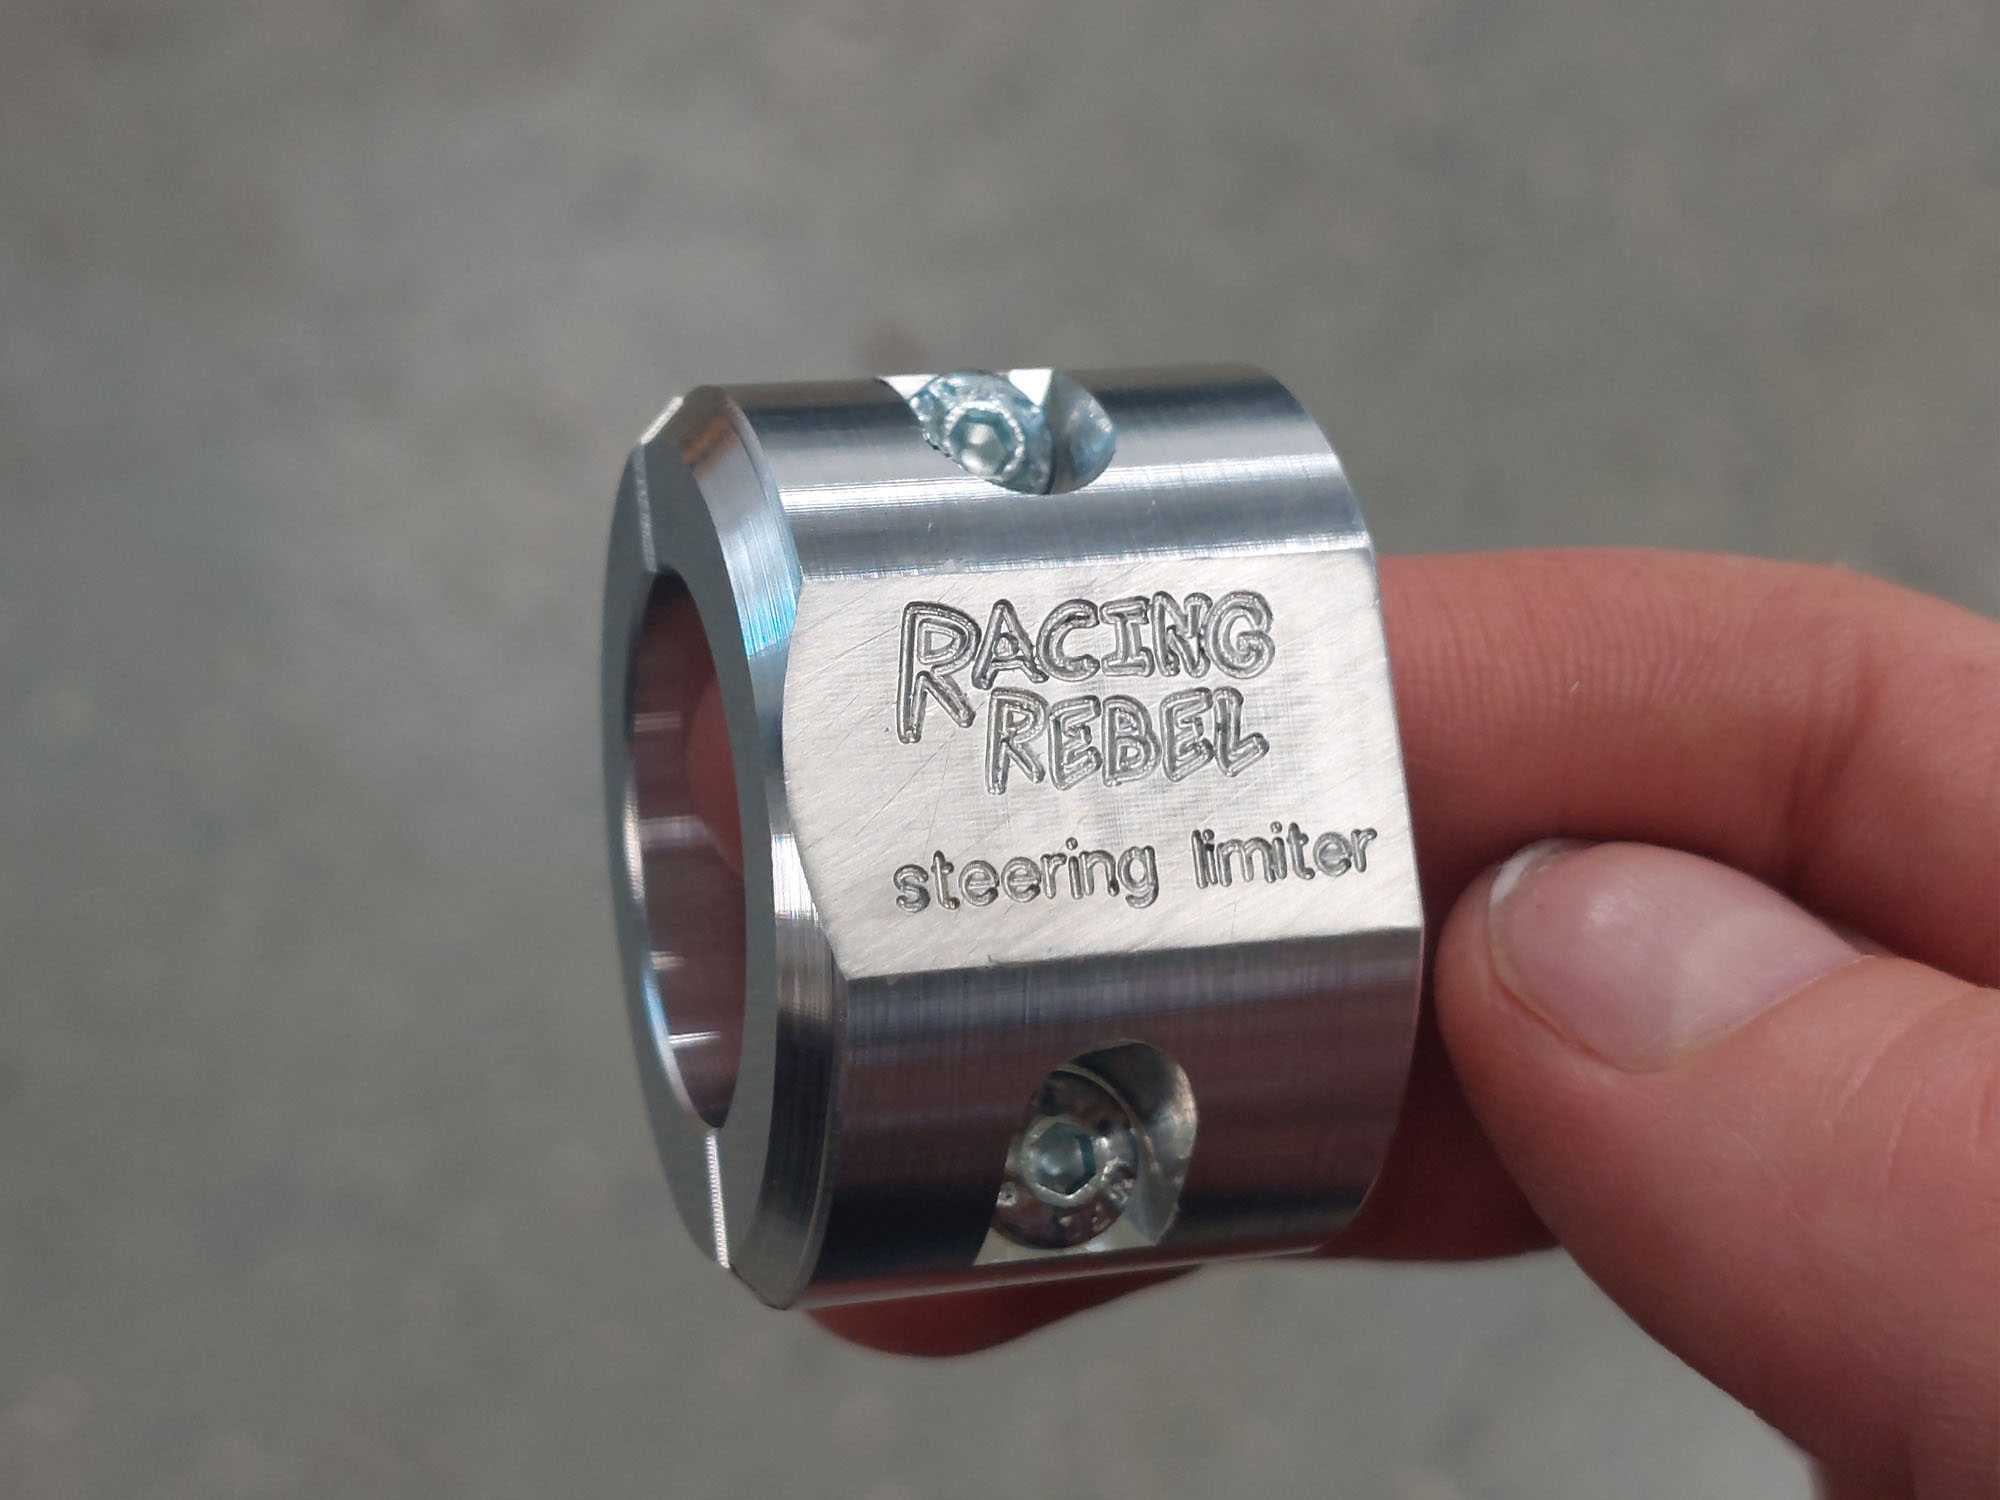 RACING
REBEL
steering limiter